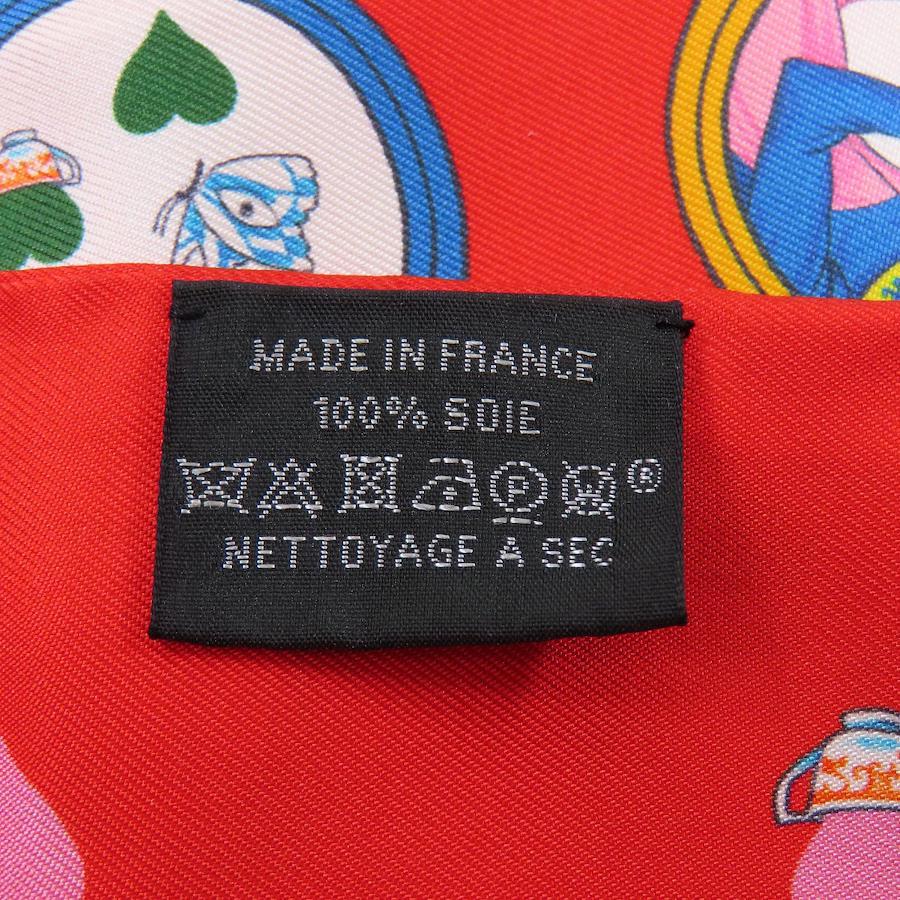 MADE IN FRANCE
100% SOIE
P W ®
NETTOYAGE A SEC